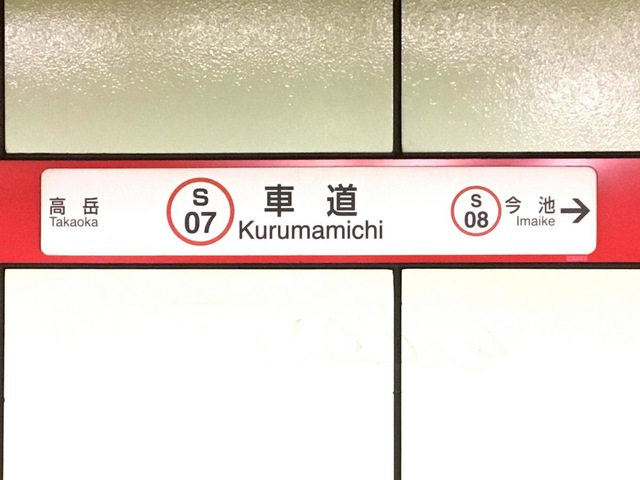 高岳
Takaoka
S
07
車道
Kurumamichi
S
08
今池
Imaike